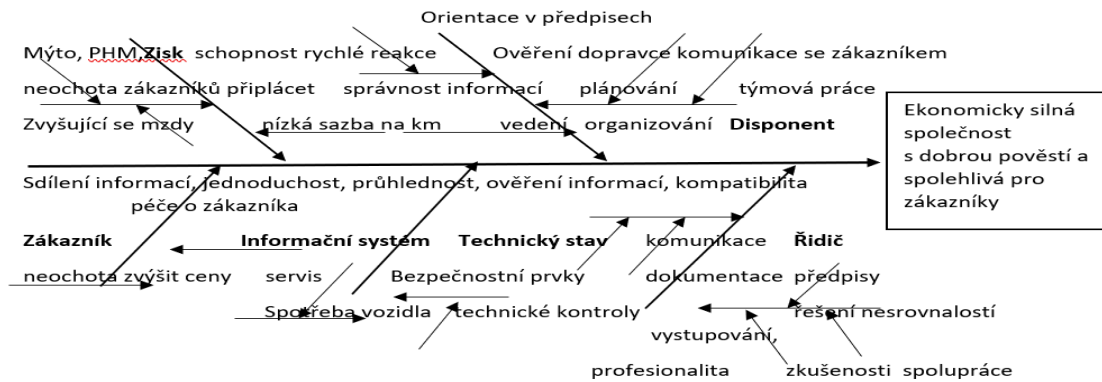 Orientace v předpisech
Mýto, PHM,Zisk schopnost rychlé reakce Ověření dopravce komunikace se zákazníkem
neochota zákazníků připlácet správnost informací plánování týmová práce
Zvyšující se mzdy nízká sazba na km vedení organizování Disponent
Ekonomicky silná
společnost
s dobrou pověstí a
spolehlivá pro
zákazníky
Sdílení informací, jednoduchost, průhlednost, ověření informací, kompatibilita
péče o zákazníka
Zákazník Informační systém Technický stav komunikace Řidič
neochota zvýšit ceny servis Bezpečnostní prvky dokumentace předpisy
Spotřeba vozidla technické kontroly řešení nesrovnalostí
vystupování,
profesionalita zkušenosti spolupráce